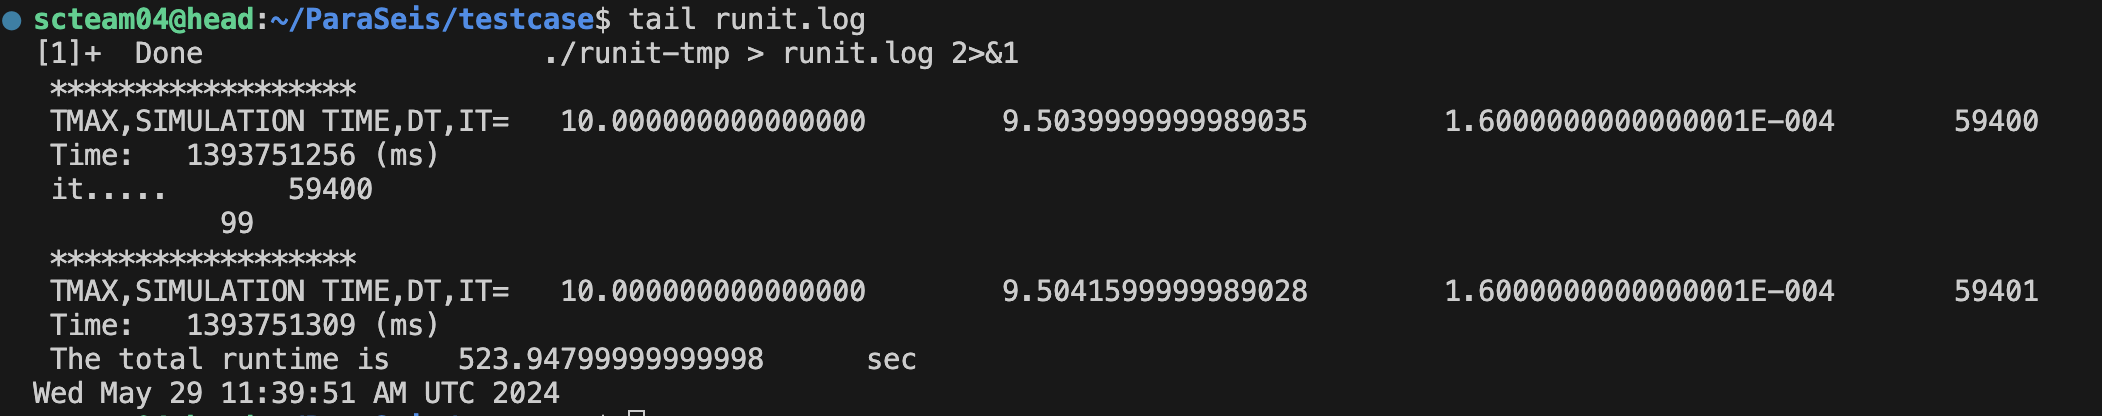 scteam04@head:~/ParaSeis/testcase$ tail runit.log
[1]+  Done                    ./runit-tmp > runit.log 2>&1
 ******************
 TMAX,SIMULATION TIME,DT,IT=   10.000000000000000        9.5039999999989035        1.6000000000000001E-004       59400
 Time:   1393751256 (ms)
 it.....       59400
           99
 ******************
 TMAX,SIMULATION TIME,DT,IT=   10.000000000000000        9.5041599999989028        1.6000000000000001E-004       59401
 Time:   1393751309 (ms)
 The total runtime is    523.94799999999998      sec
Wed May 29 11:39:51 AM UTC 2024